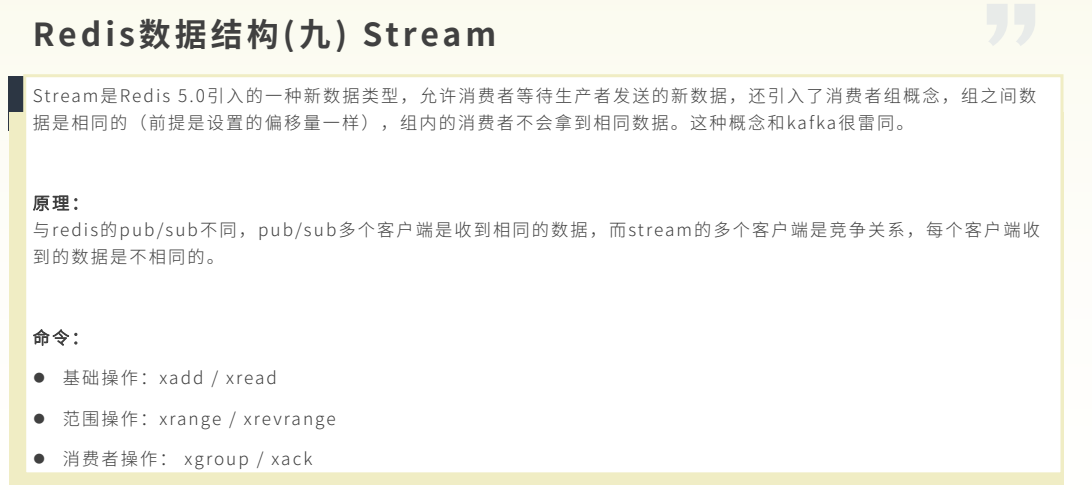 Redis数据结构(九) Stream
”
Stream是Redis 5.0引入的一种新数据类型，允许消费者等待生产者发送的新数据，还引入了消费者组概念，组之间数
据是相同的（前提是设置的偏移量一样），组内的消费者不会拿到相同数据。这种概念和kafka很雷同。
原理：
与redis的pub/sub不同，pub/sub多个客户端是收到相同的数据，而stream的多个客户端是竞争关系，每个客户端收
到的数据是不相同的。
命令：
● 基础操作：xadd / xread
● 范围操作：xrange / xrevrange
● 消费者操作： xgroup / xack